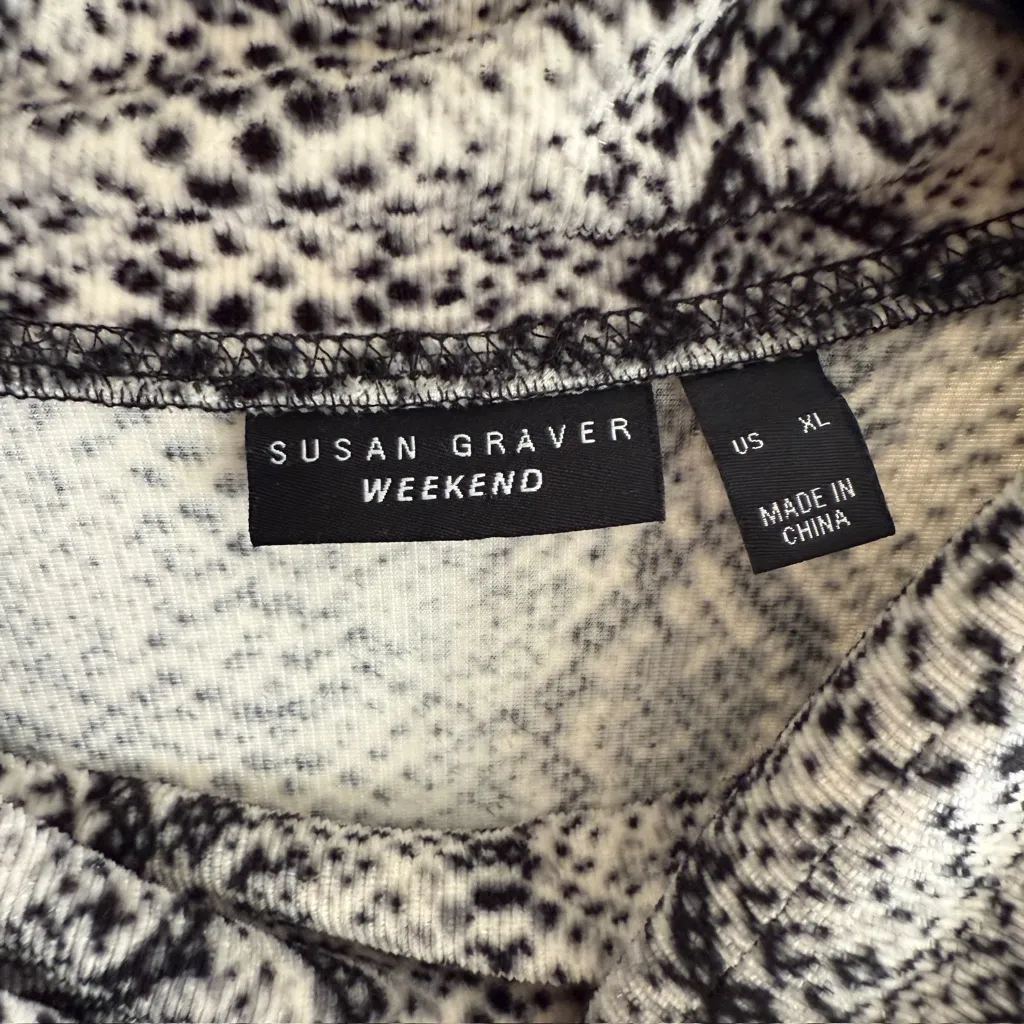 SUSAN GRAVER
WEEKEND
US XL
MADE IN
CHINA